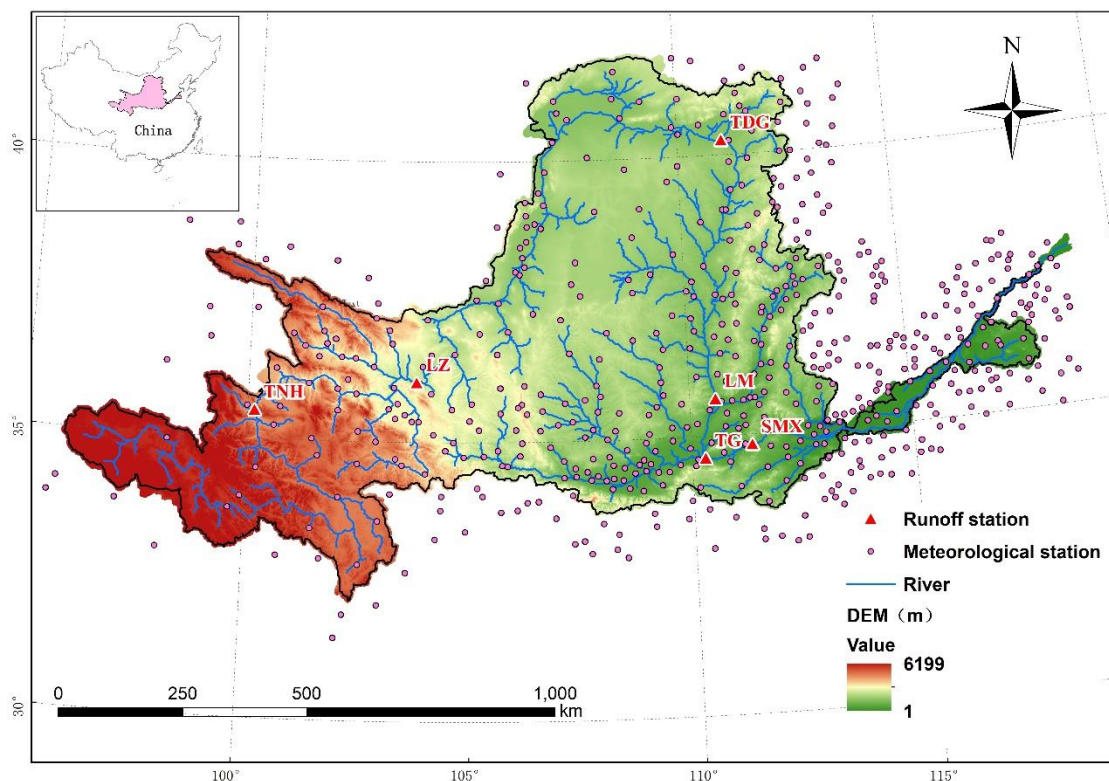 China
N
TDG
40°
LZ
TNH
LM
SMX
TG
35°
Runoff station
Meteorological station
River
DEM（m）
Value
6199
1
0 250 500 1,000
km
30°
100° 105° 110° 115°